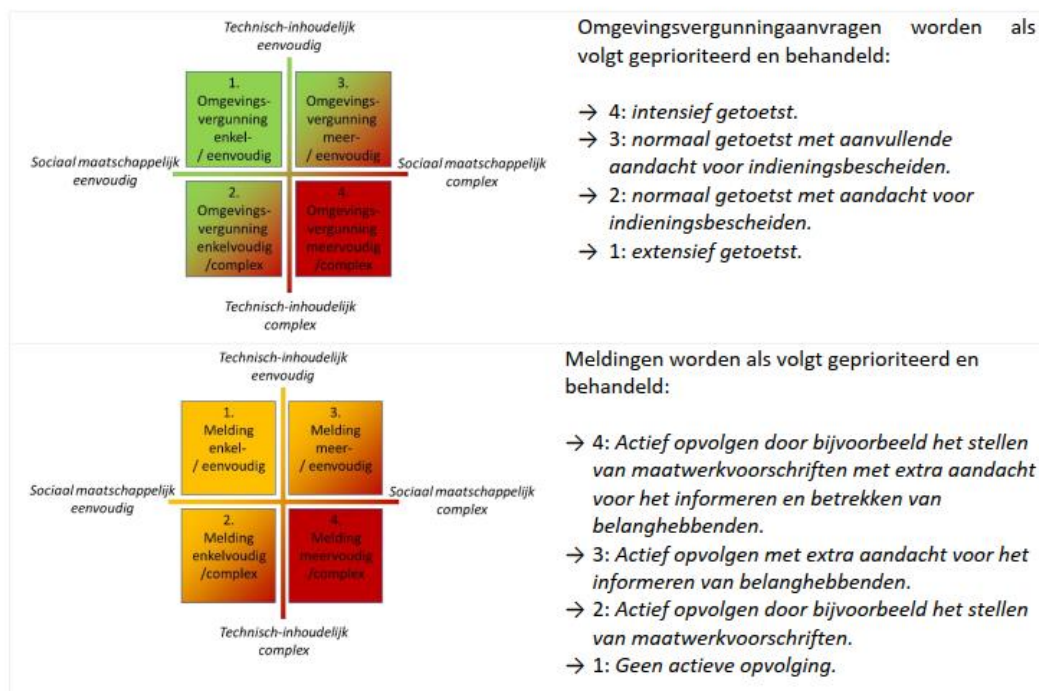 Technisch-inhoudelijk
eenvoudig
1.
Omgevings-
vergunning
enkel-
/ eenvoudig
3.
Omgevings-
vergunning
meer-
/ eenvoudig
Sociaal maatschappelijk
eenvoudig
Sociaal maatschappelijk
complex
2.
Omgevings-
vergunning
enkelvoudig
/complex
4.
Omgevings-
vergunning
meervoudig
/complex
Technisch-inhoudelijk
complex
Omgevingsvergunningaanvragen worden als
volgt geprioriteerd en behandeld:
→ 4: intensief getoetst.
→ 3: normaal getoetst met aanvullende
aandacht voor indieningsbescheiden.
→ 2: normaal getoetst met aandacht voor
indieningsbescheiden.
→ 1: extensief getoetst.
Technisch-inhoudelijk
eenvoudig
1.
Melding
enkel-
/ eenvoudig
3.
Melding
meer-
/ eenvoudig
Sociaal maatschappelijk
eenvoudig
Sociaal maatschappelijk
complex
2.
Melding
enkelvoudig
/complex
4.
Melding
meervoudig
/complex
Technisch-inhoudelijk
complex
Meldingen worden als volgt geprioriteerd en
behandeld:
→ 4: Actief opvolgen door bijvoorbeeld het stellen
van maatwerkvoorschriften met extra aandacht
voor het informeren en betrekken van
belanghebbenden.
→ 3: Actief opvolgen met extra aandacht voor het
informeren van belanghebbenden.
→ 2: Actief opvolgen door bijvoorbeeld het stellen
van maatwerkvoorschriften.
→ 1: Geen actieve opvolging.